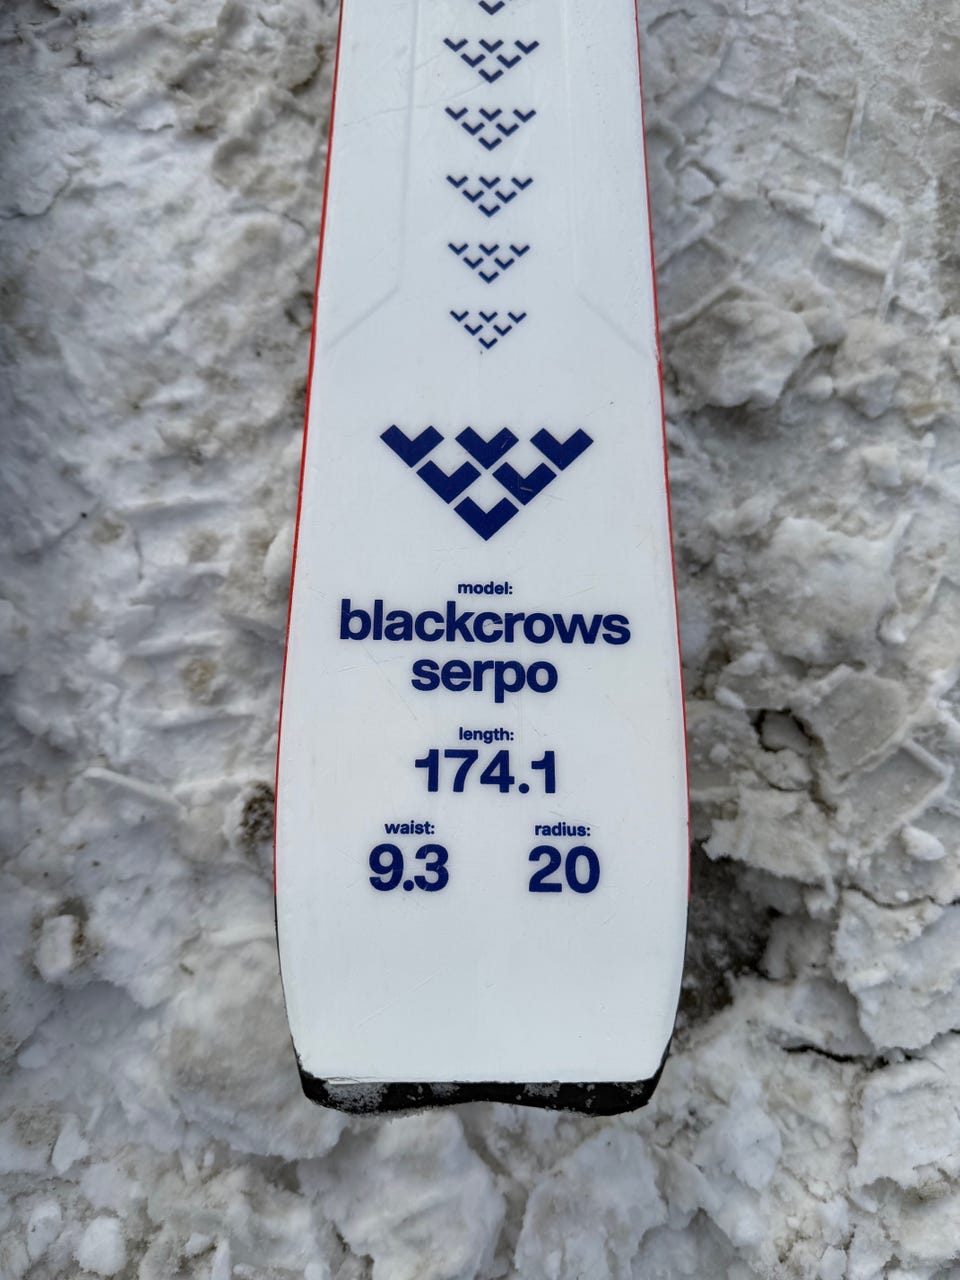 model:
blackcrows
serpo
length:
174.1
waist: radius:
9.3 20